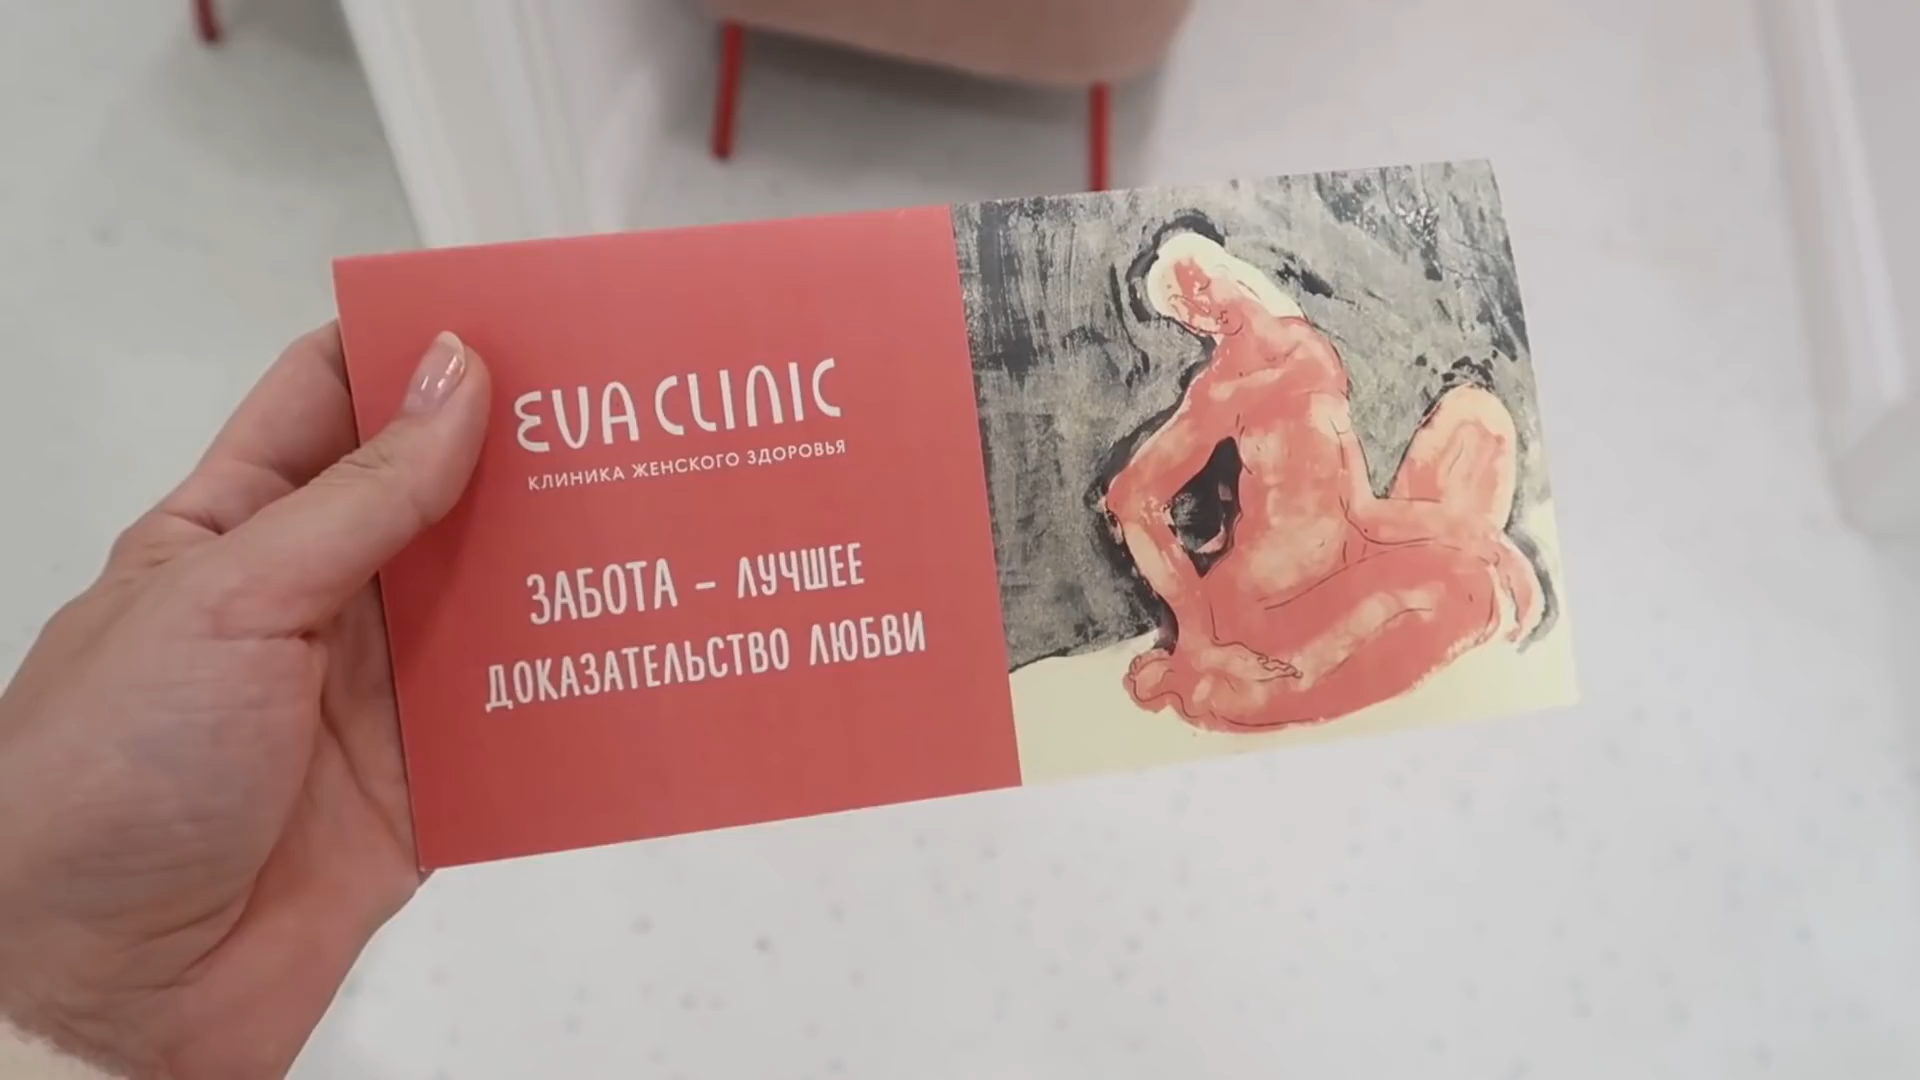 EVA CLINIC
КЛИНИКА ЖЕНСКОГО ЗДОРОВЬЯ
ЗАБОТА – ЛУЧШЕЕ
ДОКАЗАТЕЛЬСТВО ЛЮБВИ